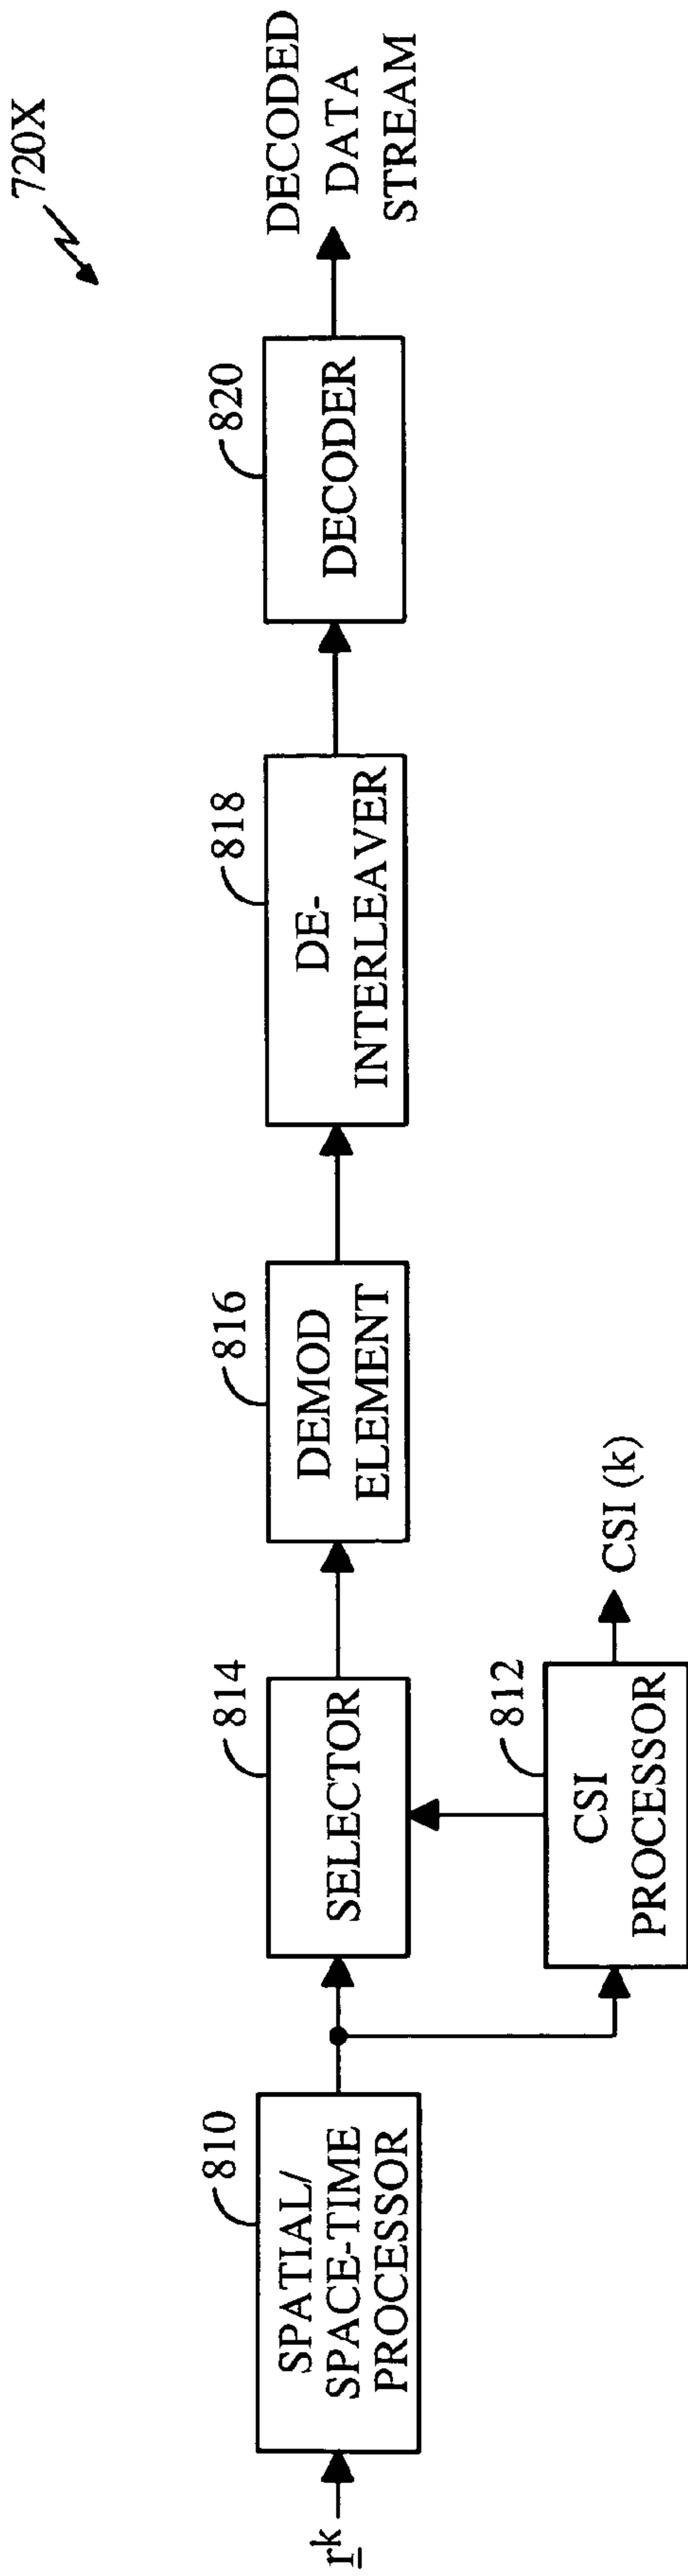 720X
r^k
810
SPATIAL/
SPACE-TIME
PROCESSOR
814
SELECTOR
812
CSI
PROCESSOR
CSI (k)
816
DEMOD
ELEMENT
818
DE-
INTERLEAVER
820
DECODER
DECODED
DATA
STREAM